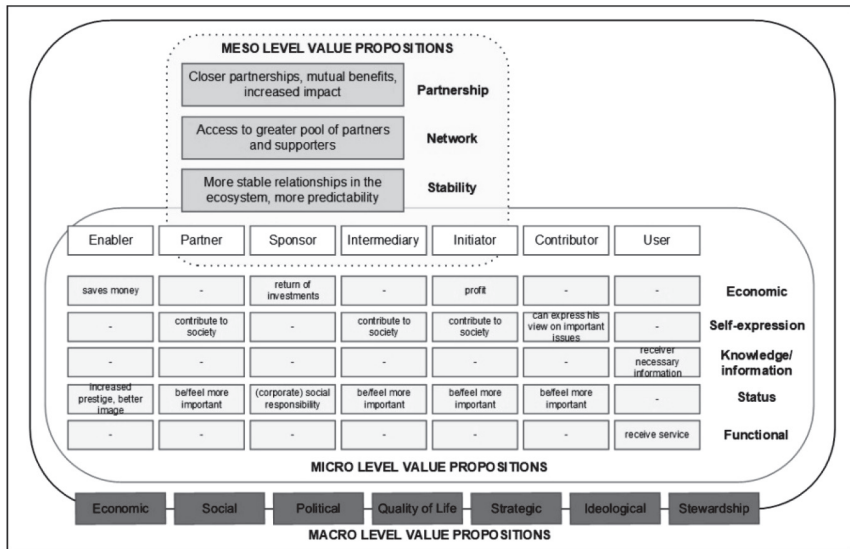 MESO LEVEL VALUE PROPOSITIONS
Closer partnerships, mutual benefits,
increased impact
Partnership
Access to greater pool of partners
and supporters
Network
More stable relationships in the
ecosystem, more predictability
Stability
Enabler Partner Sponsor Intermediary Initiator Contributor User
saves money - return of investments - profit - - Economic
- contribute to society - contribute to society contribute to society can express his view on important issues - Self-expression
- - - - - - receiver necessary information Knowledge/ information
increased prestige, better image be/feel more important (corporate) social responsibility be/feel more important be/feel more important be/feel more important - Status
- - - - - - receive service Functional
MICRO LEVEL VALUE PROPOSITIONS
Economic Social Political Quality of Life Strategic Ideological Stewardship
MACRO LEVEL VALUE PROPOSITIONS